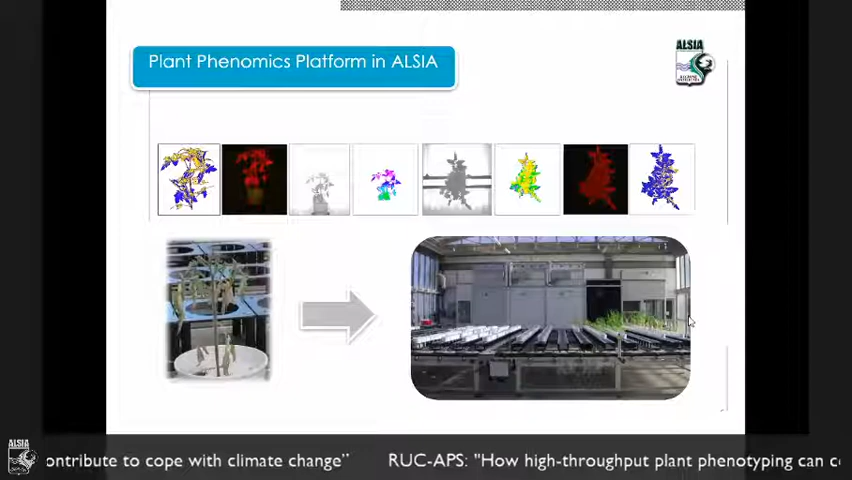 Plant Phenomics Platform in ALSIA
ALSIA
ALSIA
ontribute to cope with climate change” RUC-APS: "How high-throughput plant phenotyping can c